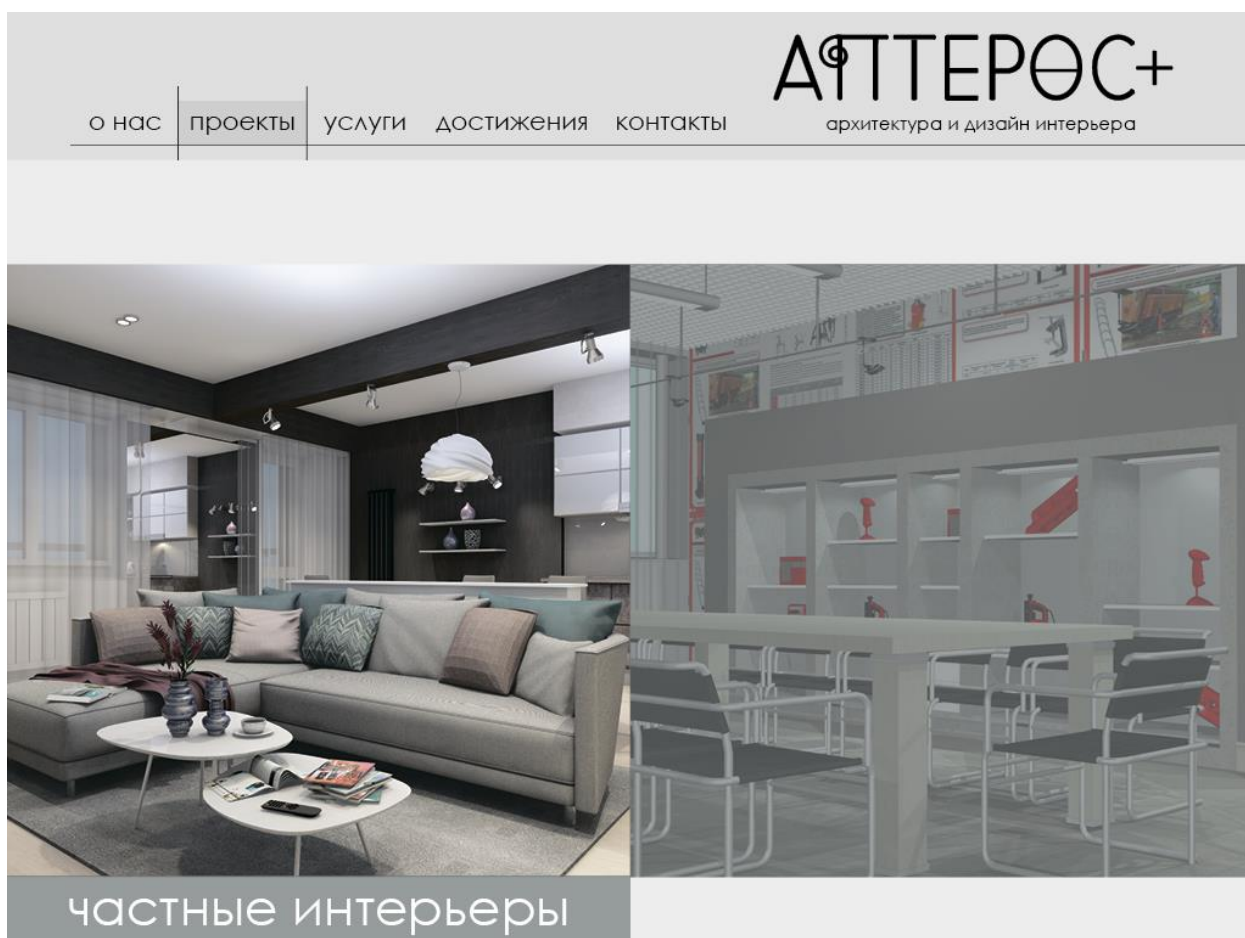 АПТЕРОС+
о нас проекты услуги достижения контакты
архитектура и дизайн интерьера
частные интерьеры